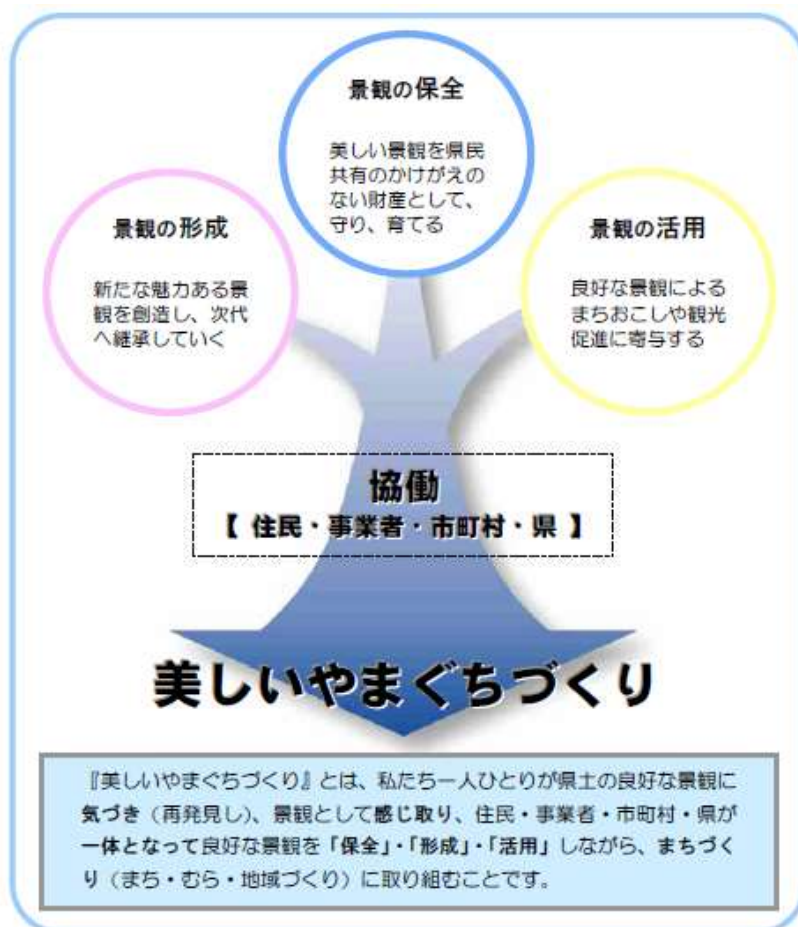 景観の保全
美しい景観を県民
共有のかけがえの
ない財産として、
守り、育てる
景観の形成
新たな魅力ある景
観を創造し、次代
へ継承していく
景観の活用
良好な景観による
まちおこしや観光
促進に寄与する
協働
【 住民・事業者・市町村・県 】
美しいやまぐちづくり
『美しいやまぐちづくり』とは、私たち一人ひとりが県土の良好な景観に
気づき（再発見し）、景観として感じ取り、住民・事業者・市町村・県が
一体となって良好な景観を「保全」・「形成」・「活用」しながら、まちづく
り（まち・むら・地域づくり）に取り組むことです。